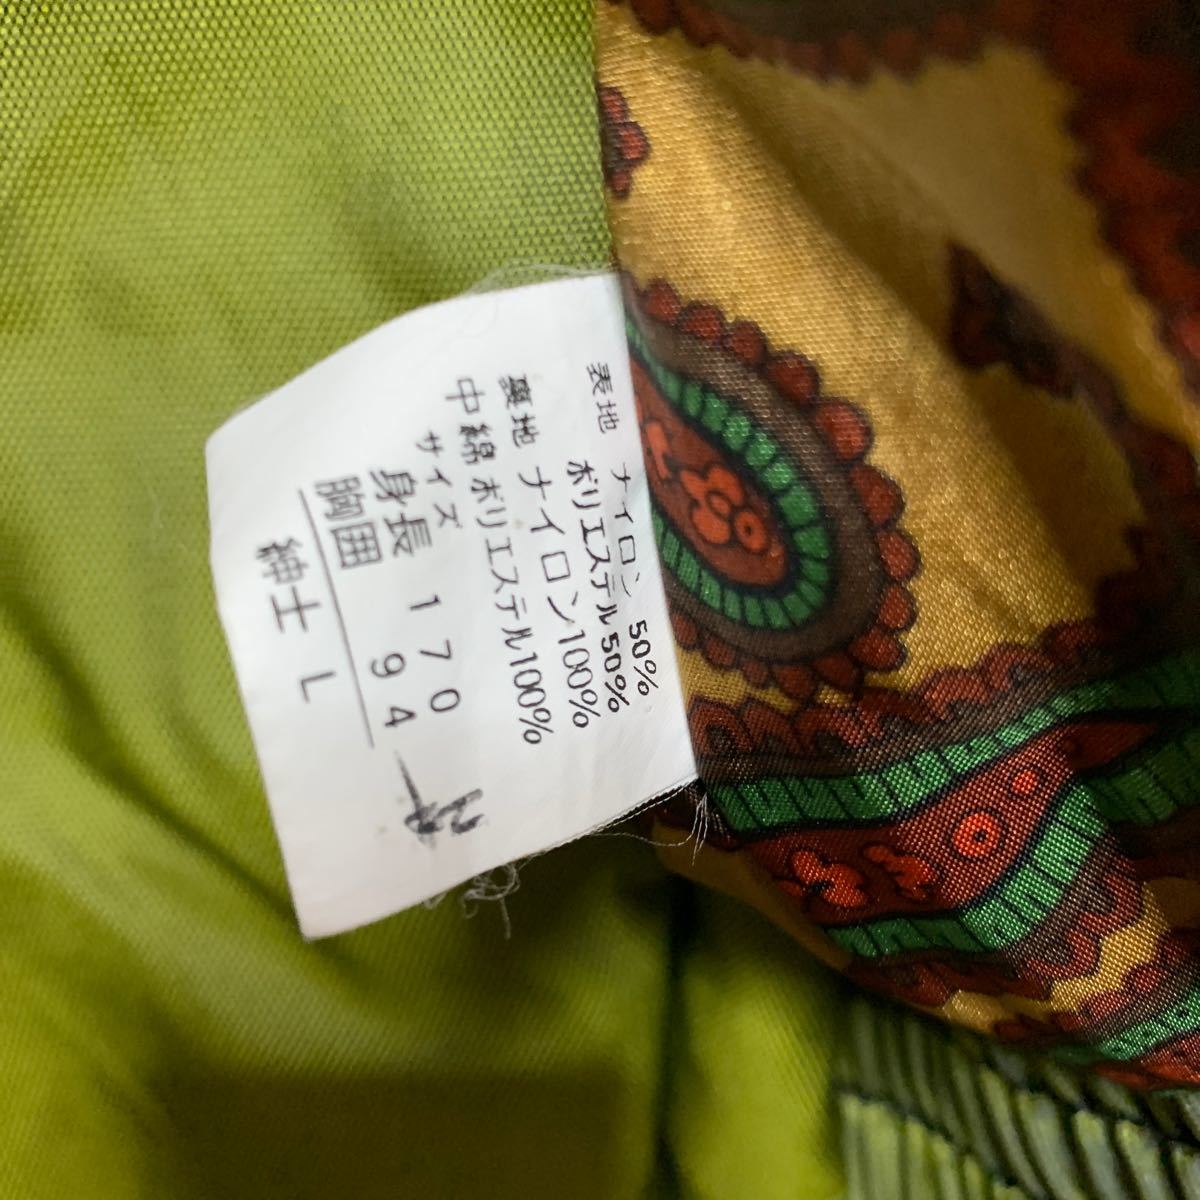 表地 ナイロン 50%
ポリエステル50%
裏地 ナイロン100%
中綿 ポリエステル100%
サイズ
身長 170
胸囲 94
紳士 L